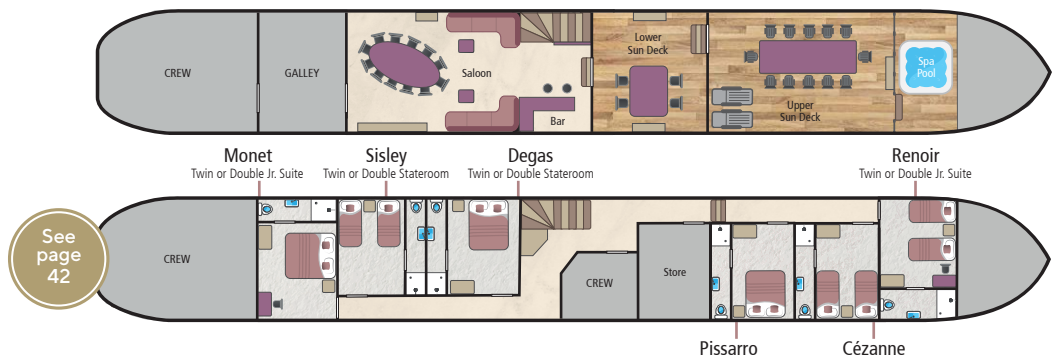 CREW
GALLEY
Saloon
Bar
Lower
Sun Deck
Upper
Sun Deck
Spa
Pool
Monet
Twin or Double Jr. Suite
Sisley
Twin or Double Stateroom
Degas
Twin or Double Stateroom
Renoir
Twin or Double Jr. Suite
See
page
42
CREW
CREW
Store
Pissarro
Cézanne